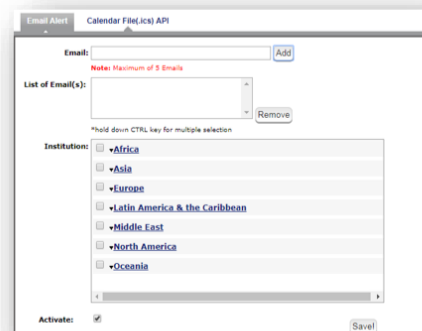 Email Alert Calendar File(.ics) API
Email: Add
Note: Maximum of 5 Emails
List of Email(s):
Remove
*hold down CTRL key for multiple selection
Institution: ▾Africa
▾Asia
▾Europe
▾Latin America & the Caribbean
▾Middle East
▾North America
▾Oceania
Activate:
Save!